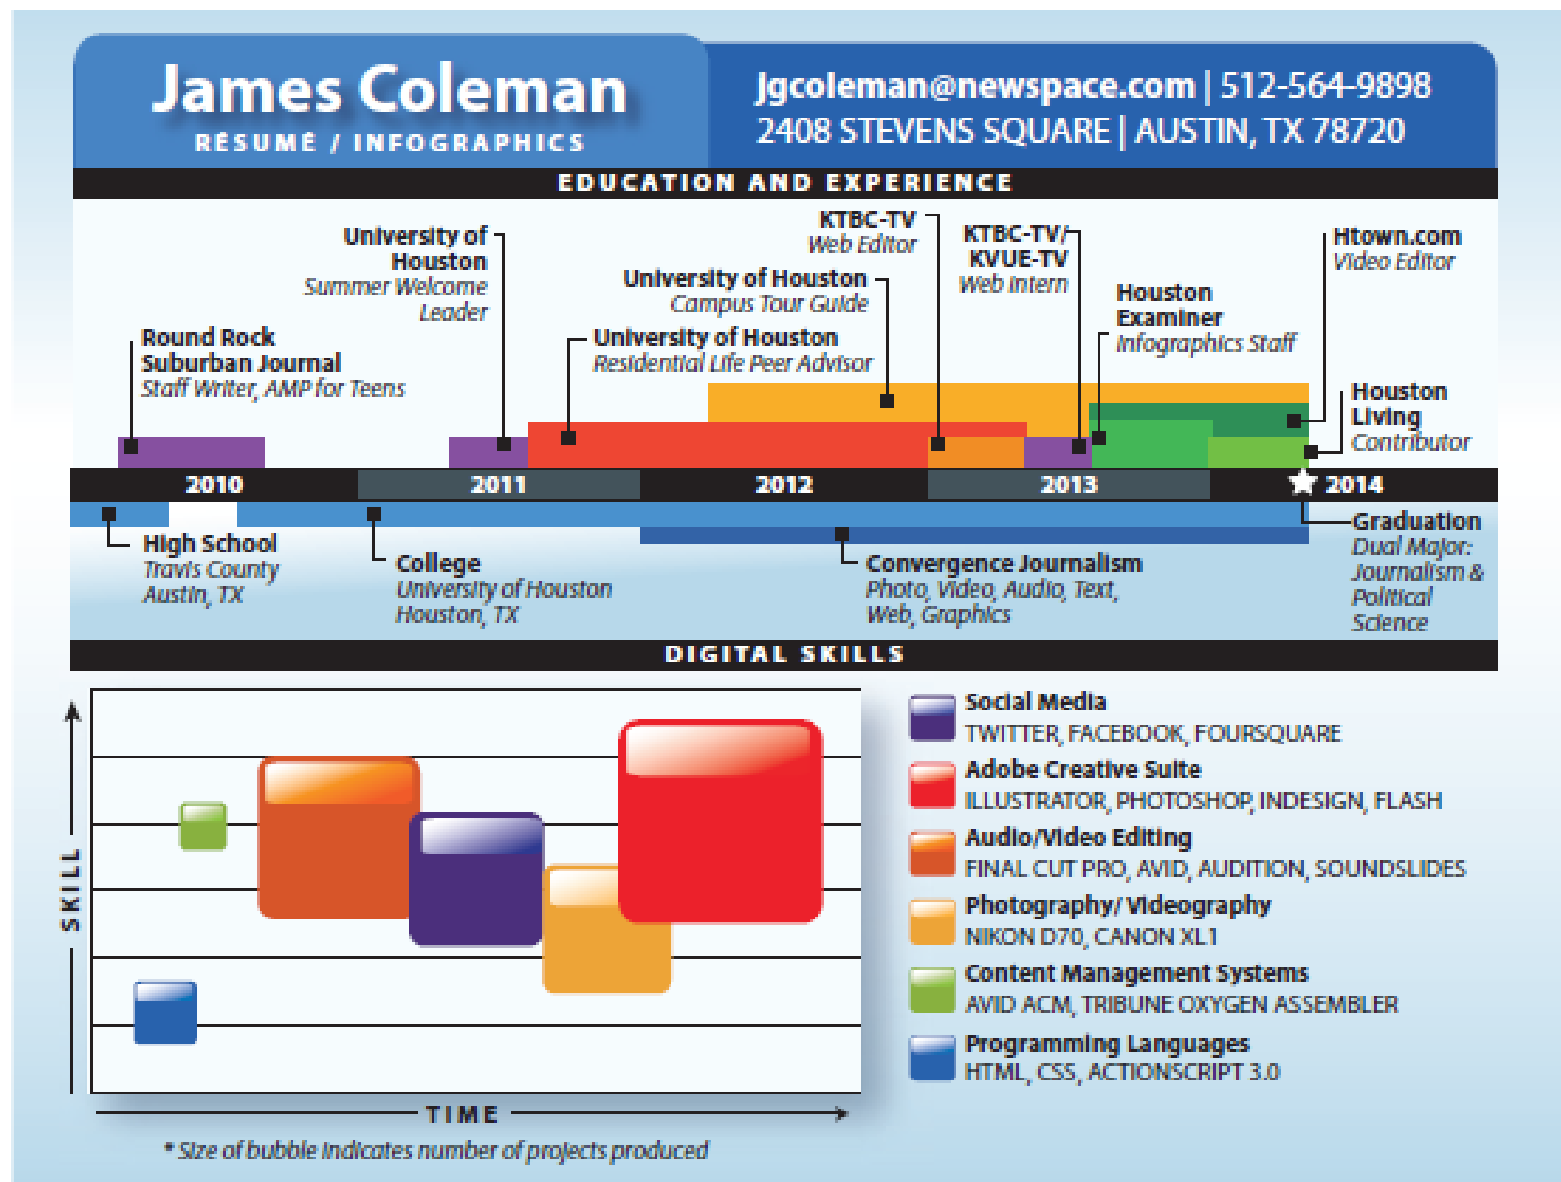 James Coleman
RÉSUMÉ / INFOGRAPHICS
Jgcoleman@newspace.com | 512-564-9898
2408 STEVENS SQUARE | AUSTIN, TX 78720
EDUCATION AND EXPERIENCE
Round Rock
Suburban Journal
Staff Writer, AMP for Teens
University of
Houston
Summer Welcome
Leader
University of Houston
Residential Life Peer Advisor
University of Houston
Campus Tour Guide
KTBC-TV
Web Editor
KTBC-TV/
KVUE-TV
Web Intern
Houston
Examiner
Infographics Staff
Htown.com
Video Editor
Houston
Living
Contributor
2010
2011
2012
2013
2014
High School
Travis County
Austin, TX
College
University of Houston
Houston, TX
Convergence Journalism
Photo, Video, Audio, Text,
Web, Graphics
Graduation
Dual Major:
Journalism &
Political
Science
DIGITAL SKILLS
SKILL
TIME
* Size of bubble indicates number of projects produced
Social Media
TWITTER, FACEBOOK, FOURSQUARE
Adobe Creative Suite
ILLUSTRATOR, PHOTOSHOP, INDESIGN, FLASH
Audio/Video Editing
FINAL CUT PRO, AVID, AUDITION, SOUNDSLIDES
Photography/ Videography
NIKON D70, CANON XL1
Content Management Systems
AVID ACM, TRIBUNE OXYGEN ASSEMBLER
Programming Languages
HTML, CSS, ACTIONSCRIPT 3.0